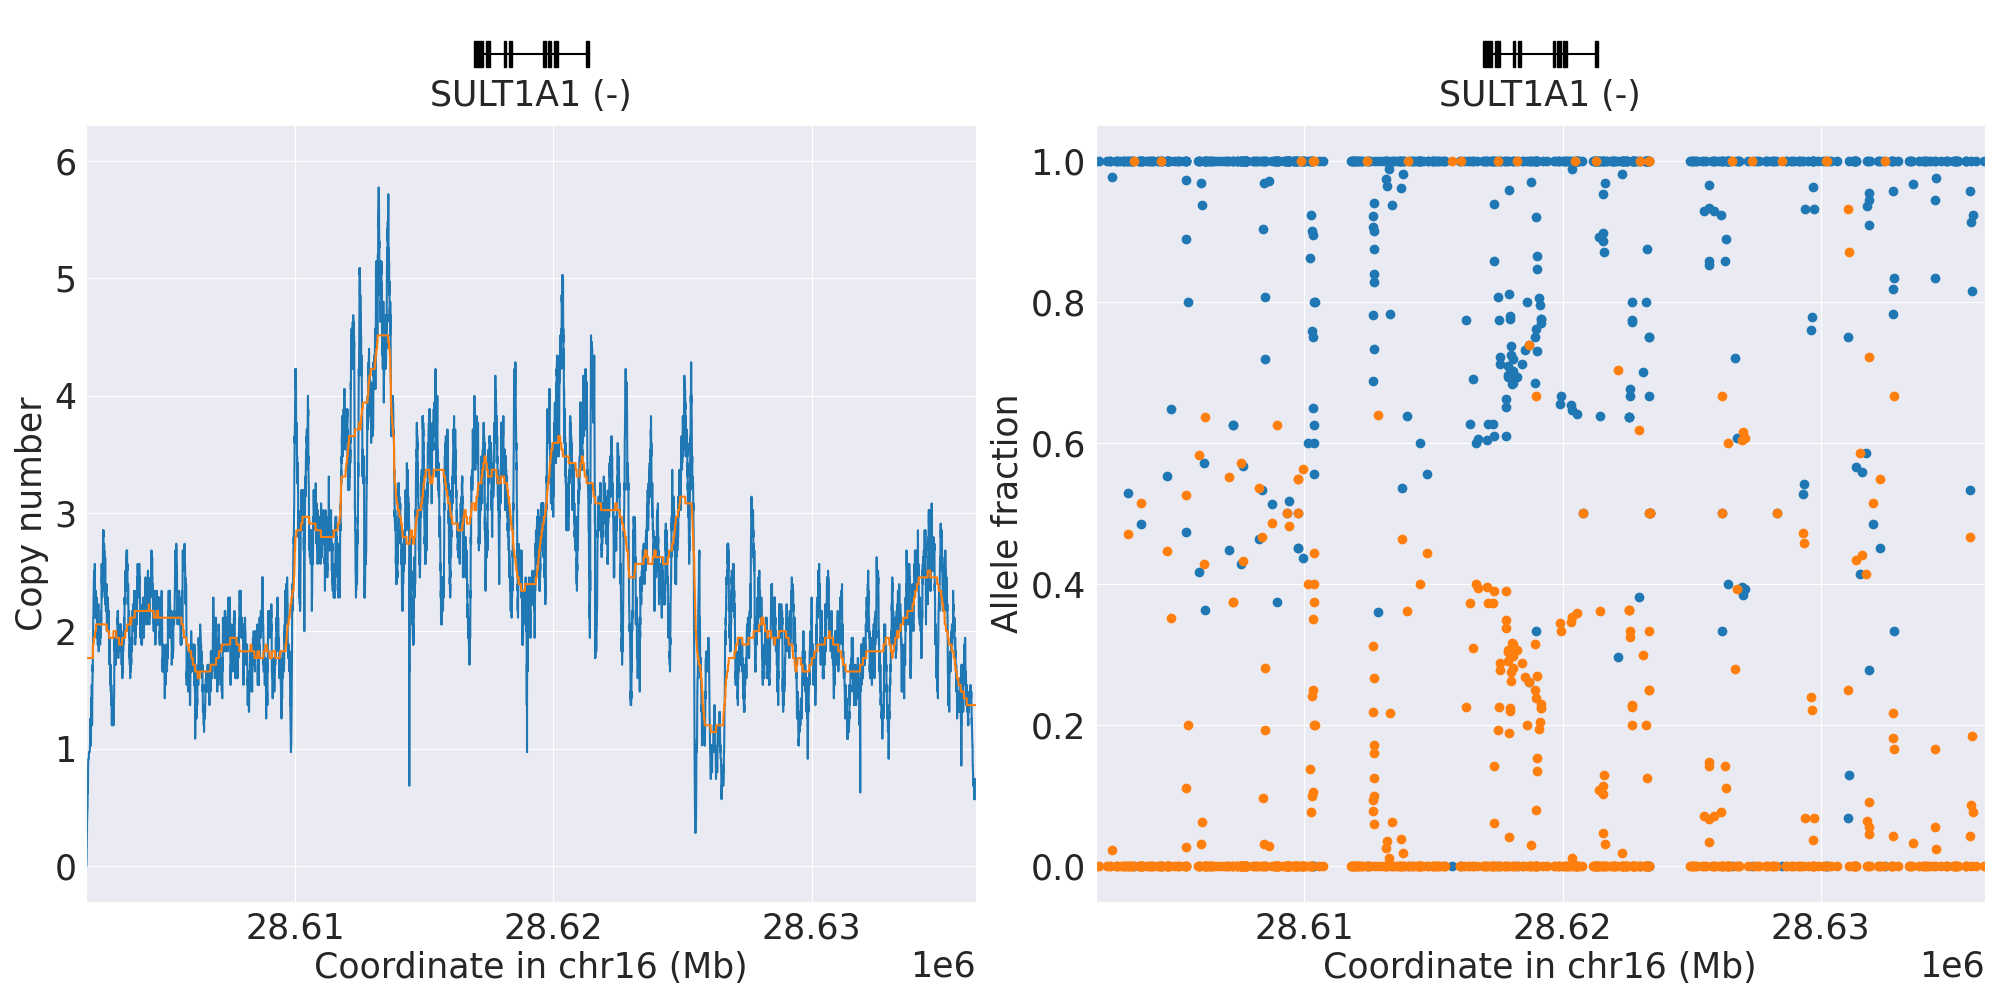 SULT1A1 (-)
6
5
4
3
2
1
0
Copy number
28.61
28.62
28.63
Coordinate in chr16 (Mb)
1e6
SULT1A1 (-)
1.0
0.8
0.6
0.4
0.2
0.0
Allele fraction
28.61
28.62
28.63
Coordinate in chr16 (Mb)
1e6